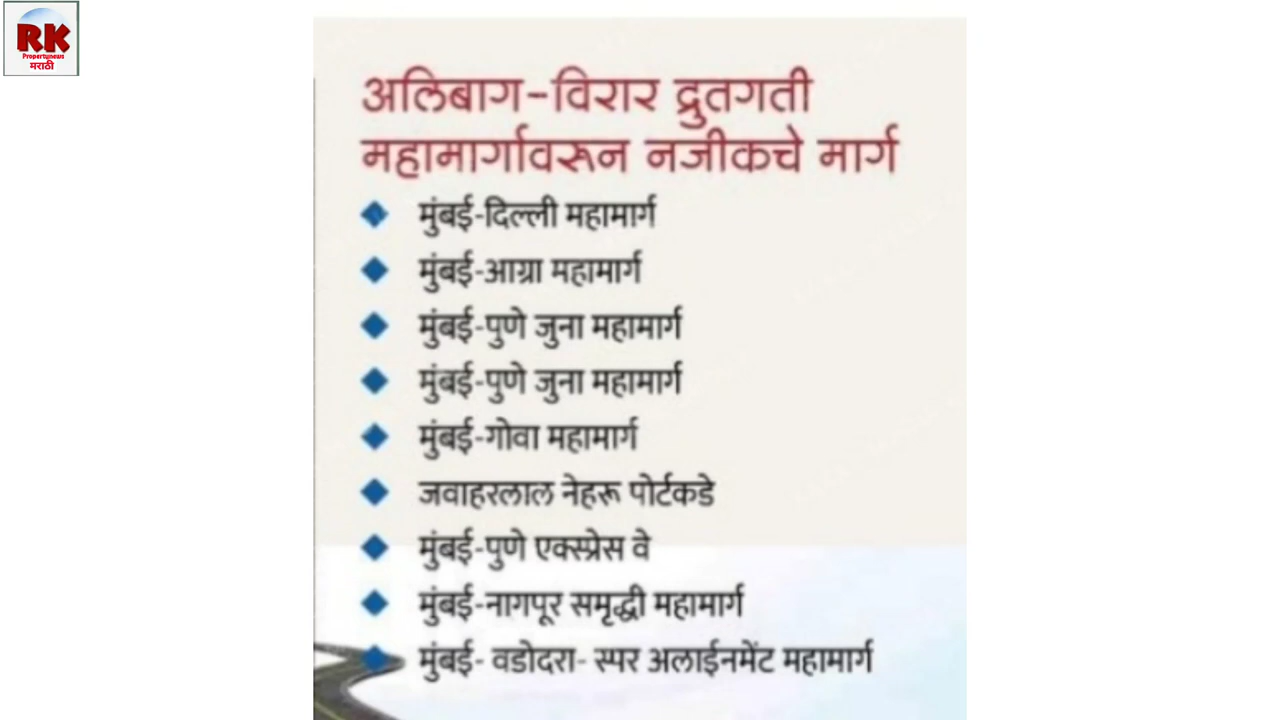 RK
Propertynews
मराठी
अलिबाग-विरार द्रुतगती
महामार्गावरून नजीकचे मार्ग
मुंबई-दिल्ली महामार्ग
मुंबई-आग्रा महामार्ग
मुंबई-पुणे जुना महामार्ग
मुंबई-पुणे जुना महामार्ग
मुंबई-गोवा महामार्ग
जवाहरलाल नेहरू पोर्टकडे
मुंबई-पुणे एक्स्प्रेस वे
मुंबई-नागपूर समृद्धी महामार्ग
मुंबई- वडोदरा- स्पर अलाईनमेंट महामार्ग